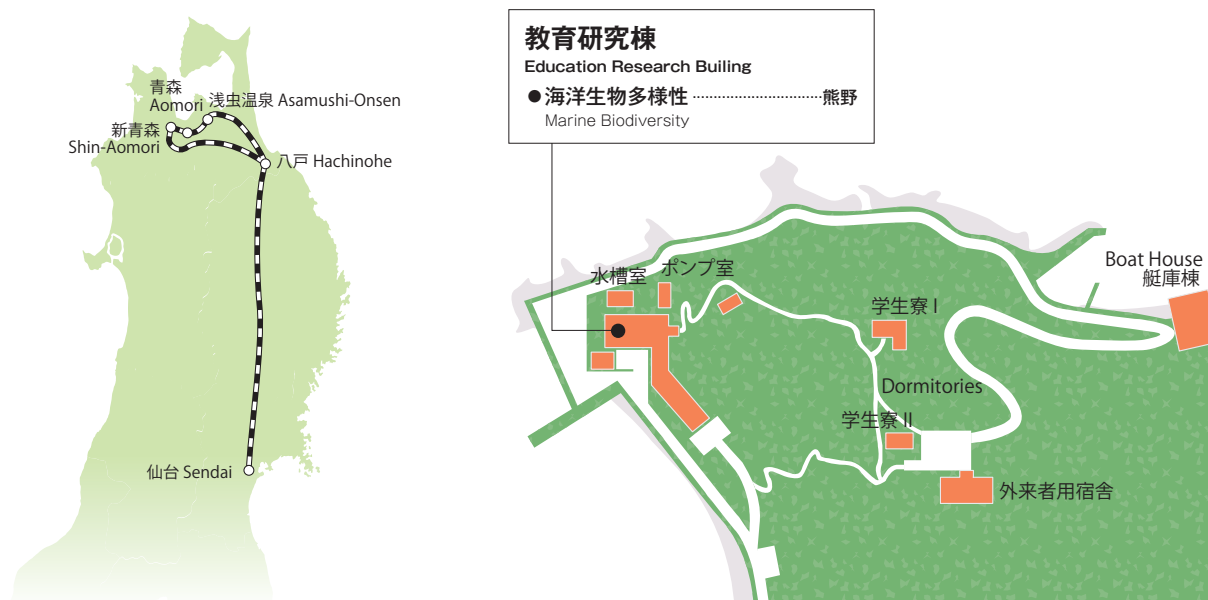 青森
Aomori
浅虫温泉 Asamushi-Onsen
新青森
Shin-Aomori
八戸 Hachinohe
仙台 Sendai
教育研究棟
Education Research Builing
●海洋生物多様性 ............................ 熊野
Marine Biodiversity
水槽室
ポンプ室
学生寮 I
Dormitories
学生寮 II
外来者用宿舎
Boat House
艇庫棟